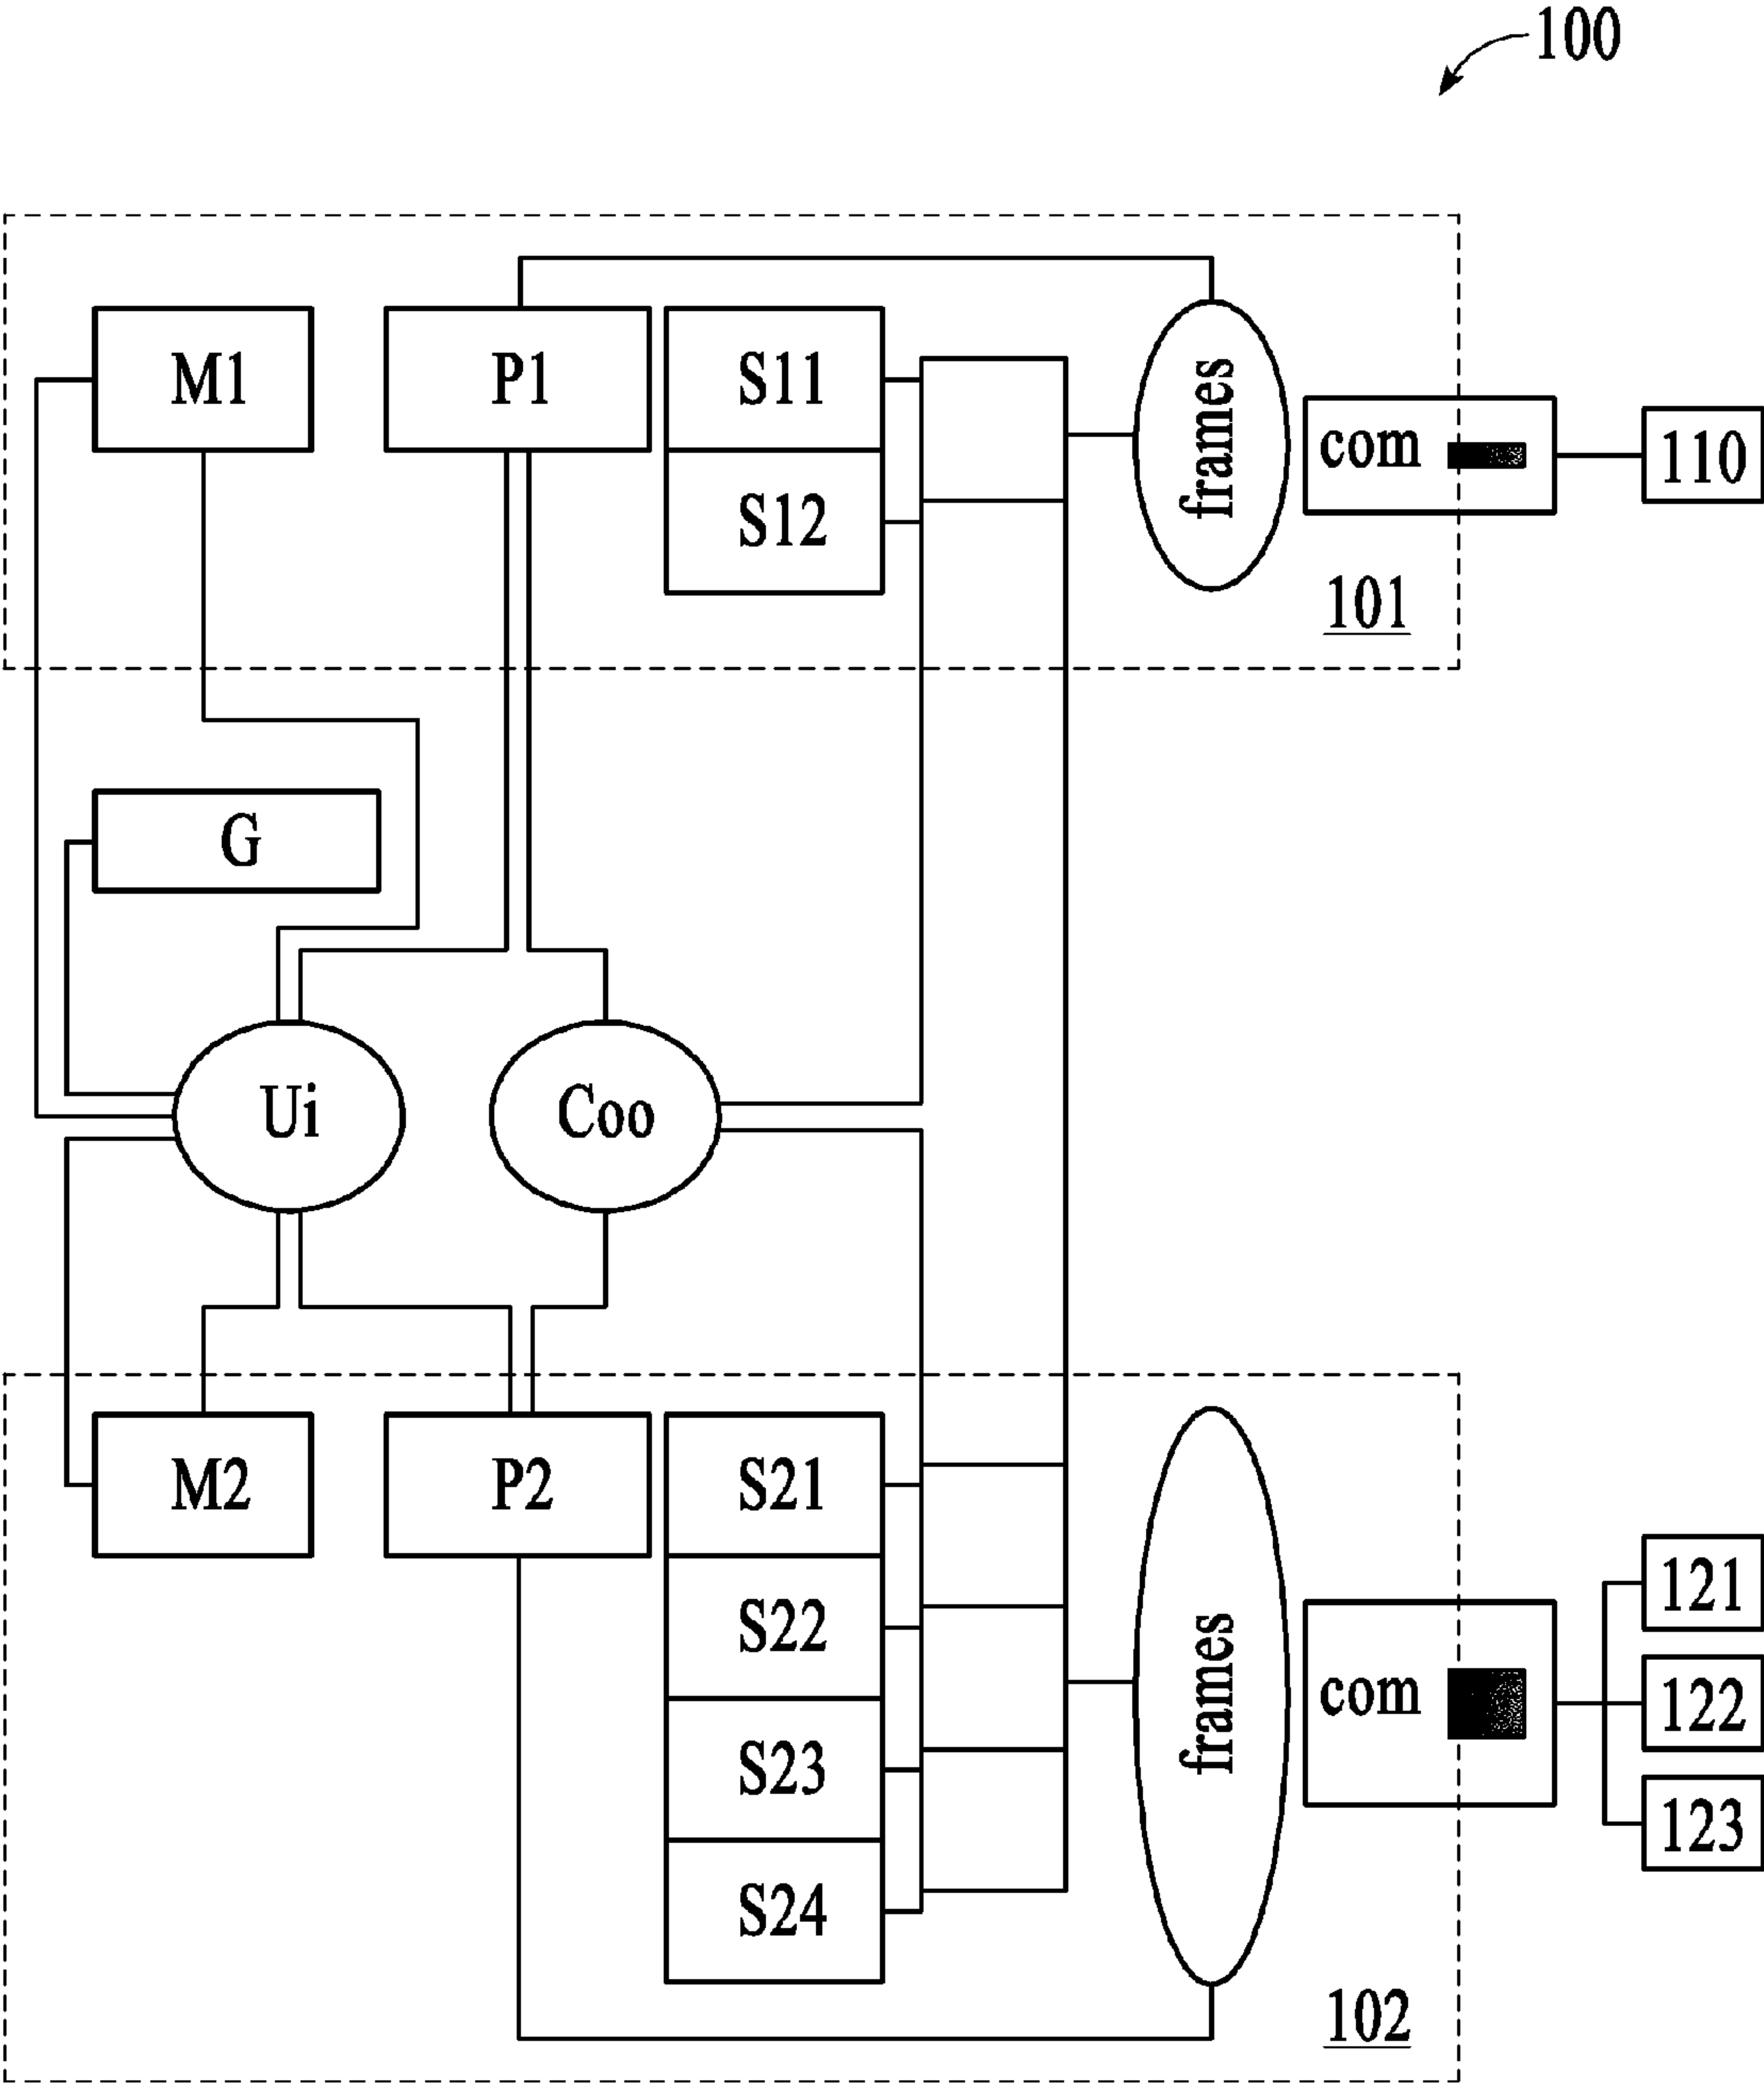 100
M1
P1
S11
S12
frames
com
110
101
G
Ui
Coo
M2
P2
S21
S22
S23
S24
frames
com
121
122
123
102